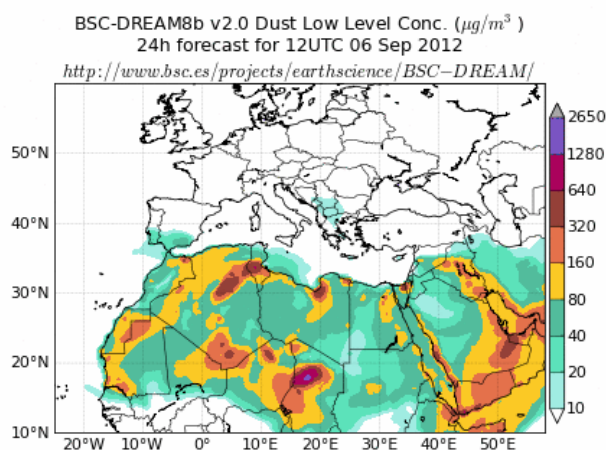 BSC-DREAM8b v2.0 Dust Low Level Conc. (μg/m³ )
24h forecast for 12UTC 06 Sep 2012
http://www.bsc.es/projects/earthscience/BSC−DREAM/
50°N
40°N
30°N
20°N
10°N
20°W 10°W 0° 10°E 20°E 30°E 40°E 50°E
2650
1280
640
320
160
80
40
20
10